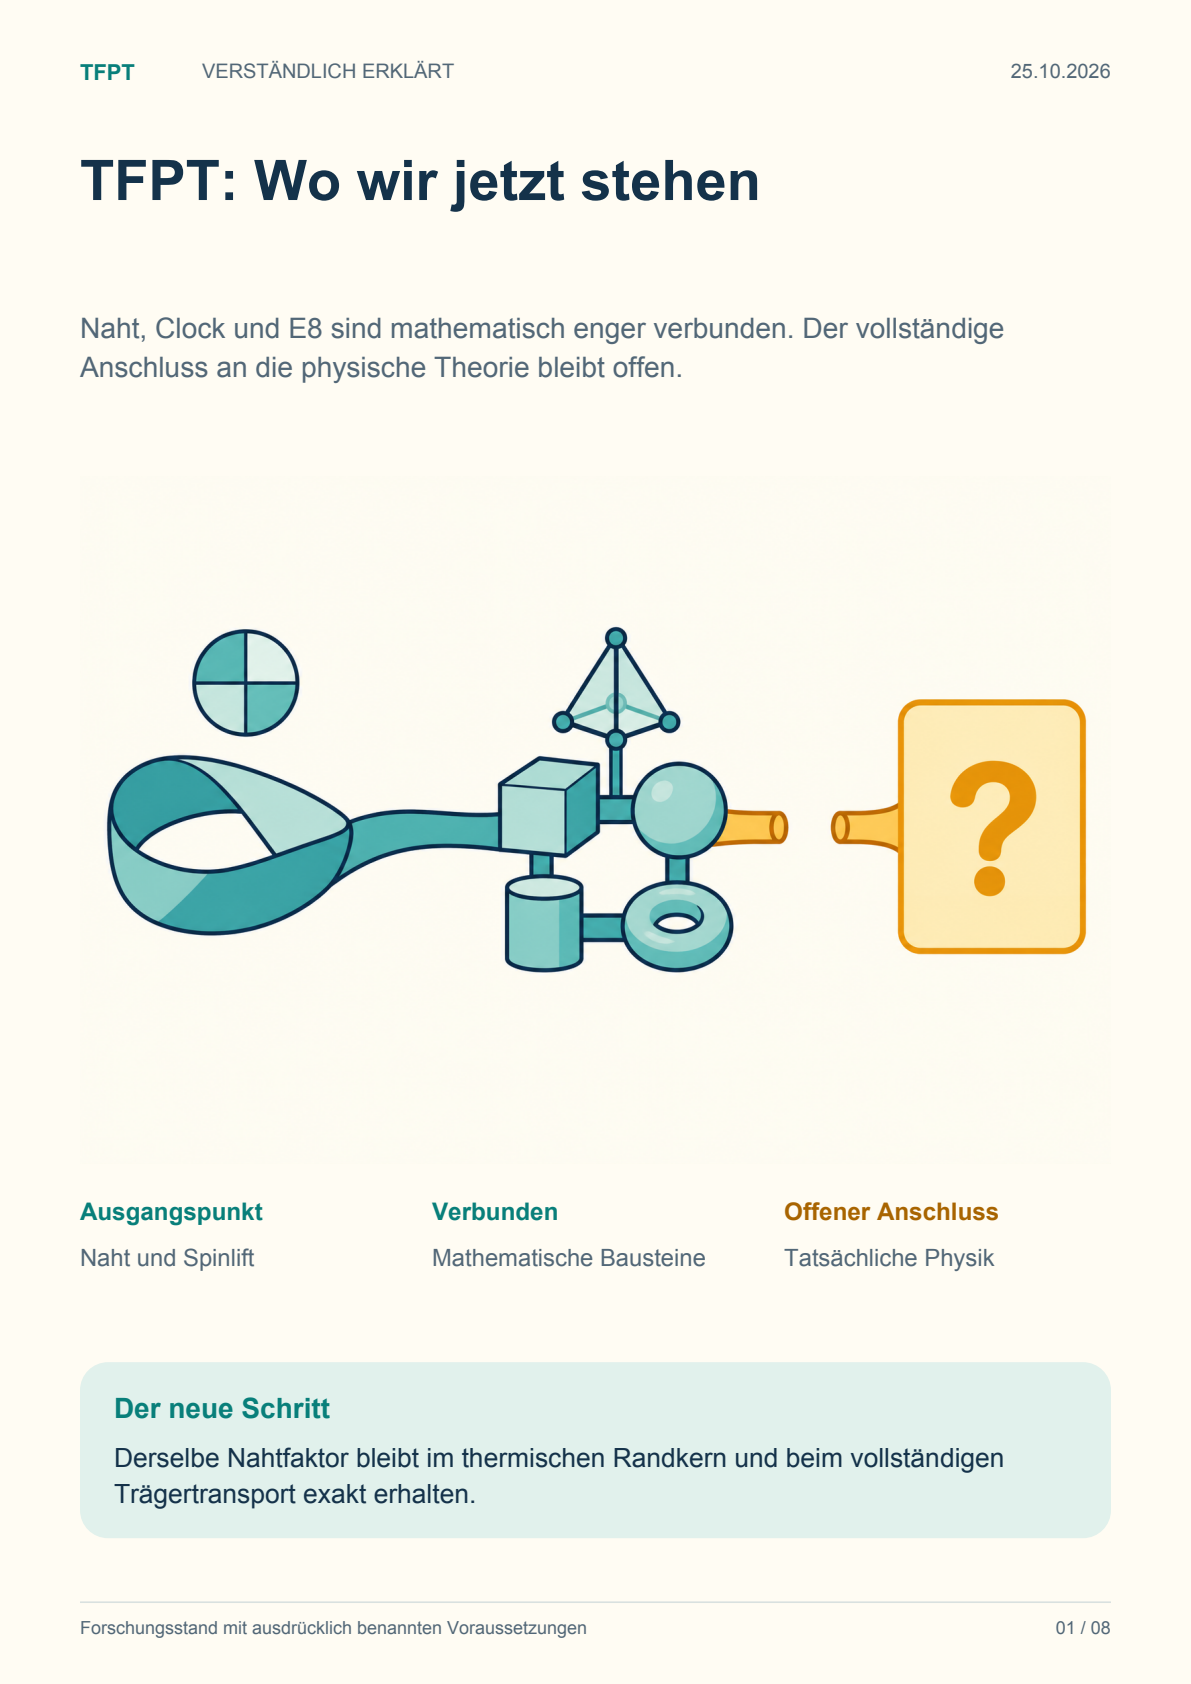 TFPT VERSTÄNDLICH ERKLÄRT 25.10.2026
TFPT: Wo wir jetzt stehen
Naht, Clock und E8 sind mathematisch enger verbunden. Der vollständige
Anschluss an die physische Theorie bleibt offen.
?
Ausgangspunkt Verbunden Offener Anschluss
Naht und Spinlift Mathematische Bausteine Tatsächliche Physik
Der neue Schritt
Derselbe Nahtfaktor bleibt im thermischen Randkern und beim vollständigen
Trägertransport exakt erhalten.
Forschungsstand mit ausdrücklich benannten Voraussetzungen 01 / 08